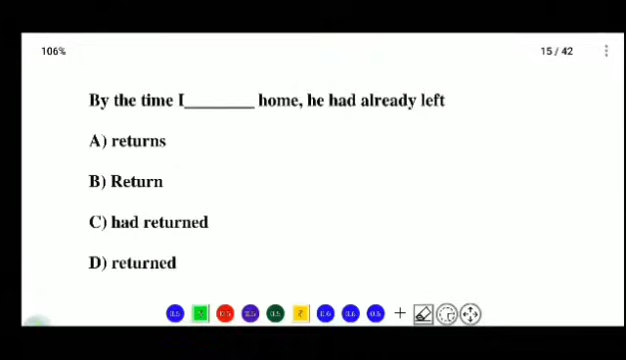 106%
15 / 42
By the time I________ home, he had already left
A) returns
B) Return
C) had returned
D) returned